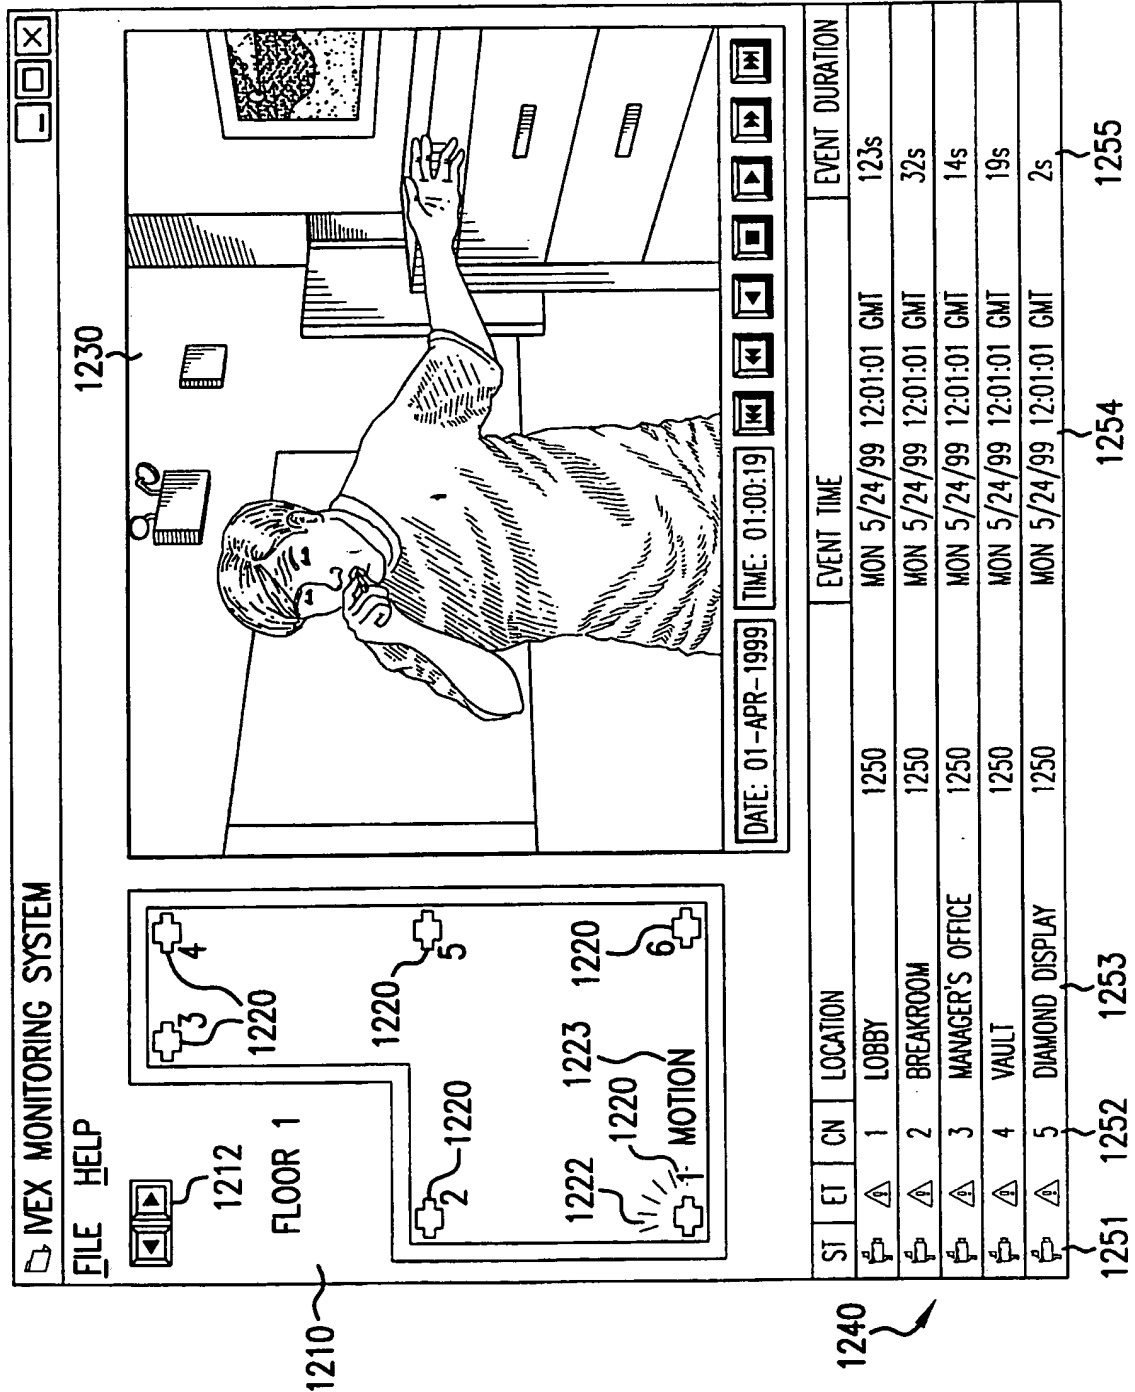 IVEX MONITORING SYSTEM
FILE HELP
1212
1210
FLOOR 1
1230
3
4
1220
2
1220
1220
5
1222
1223
1220
1220
1
MOTION
6
DATE: 01-APR-1999 TIME: 01:00:19
1240
ST ET CN LOCATION EVENT TIME EVENT DURATION
1 LOBBY 1250 MON 5/24/99 12:01:01 GMT 123s
2 BREAKROOM 1250 MON 5/24/99 12:01:01 GMT 32s
3 MANAGER'S OFFICE 1250 MON 5/24/99 12:01:01 GMT 14s
4 VAULT 1250 MON 5/24/99 12:01:01 GMT 19s
5 DIAMOND DISPLAY 1250 MON 5/24/99 12:01:01 GMT 2s
1251 1252 1253 1254 1255